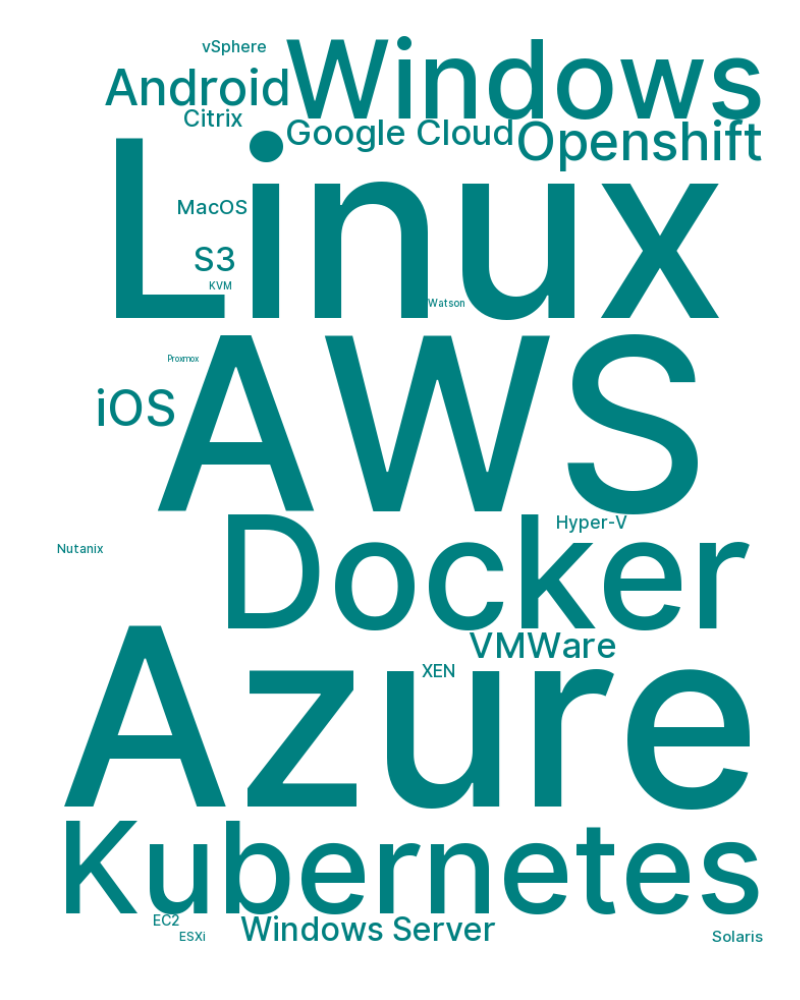 vSphere
Windows
Android
Citrix
Google Cloud
Openshift
Linux
MacOS
S3
KVM
Watson
AWS
Proxmox
iOS
Docker
Hyper-V
Nutanix
VMWare
Azure
XEN
Kubernetes
EC2
Windows Server
ESXi
Solaris